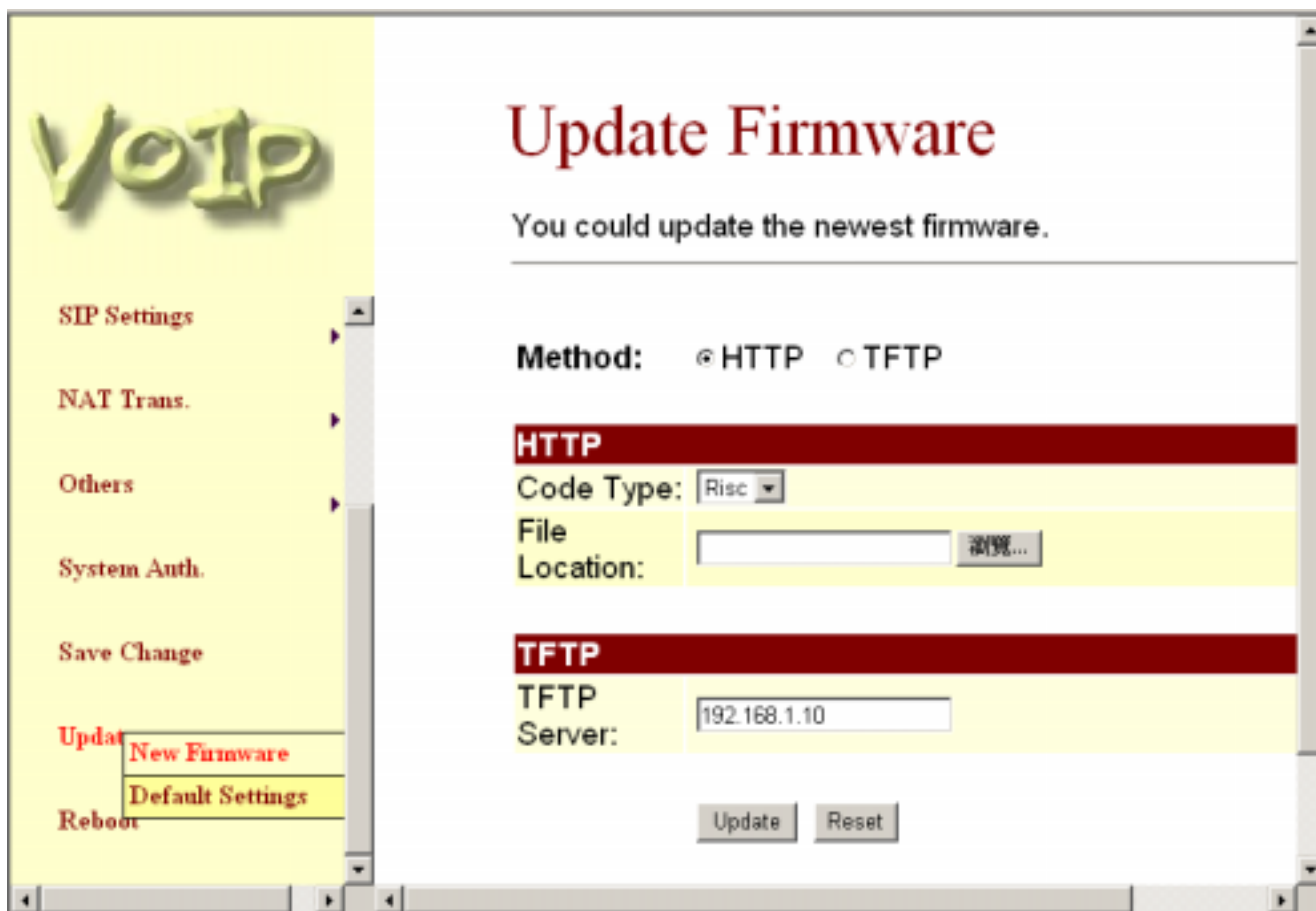 VoIP
SIP Settings
NAT Trans.
Others
System Auth.
Save Change
Updat
New Firmware
Default Settings
Reboot
Update Firmware
You could update the newest firmware.
Method: HTTP TFTP
HTTP
Code Type: Risc
File
Location:
瀏覽...
TFTP
TFTP
Server:
192.168.1.10
Update Reset